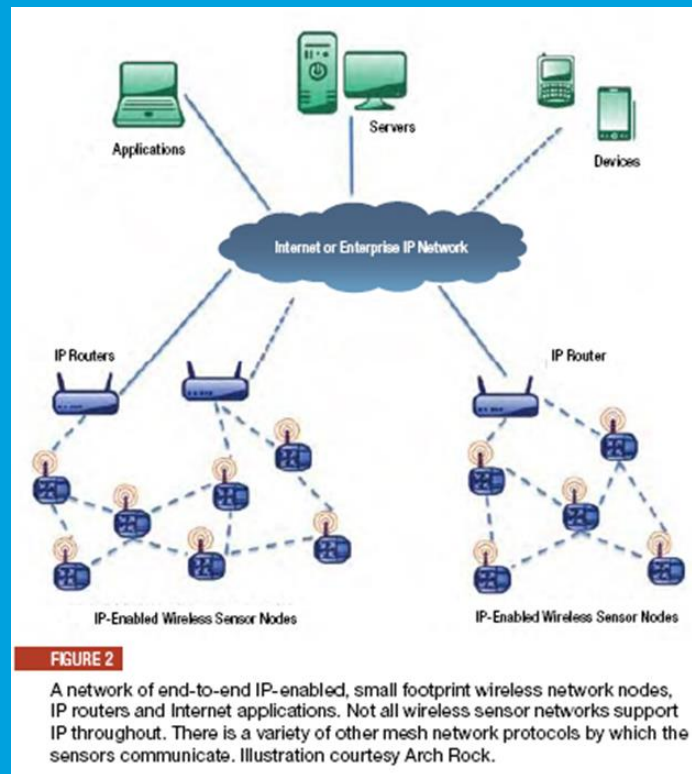 Applications
Servers
Devices
Internet or Enterprise IP Network
IP Routers
IP Router
IP-Enabled Wireless Sensor Nodes
IP-Enabled Wireless Sensor Nodes
FIGURE 2
A network of end-to-end IP-enabled, small footprint wireless network nodes,
IP routers and Internet applications. Not all wireless sensor networks support
IP throughout. There is a variety of other mesh network protocols by which the
sensors communicate. Illustration courtesy Arch Rock.